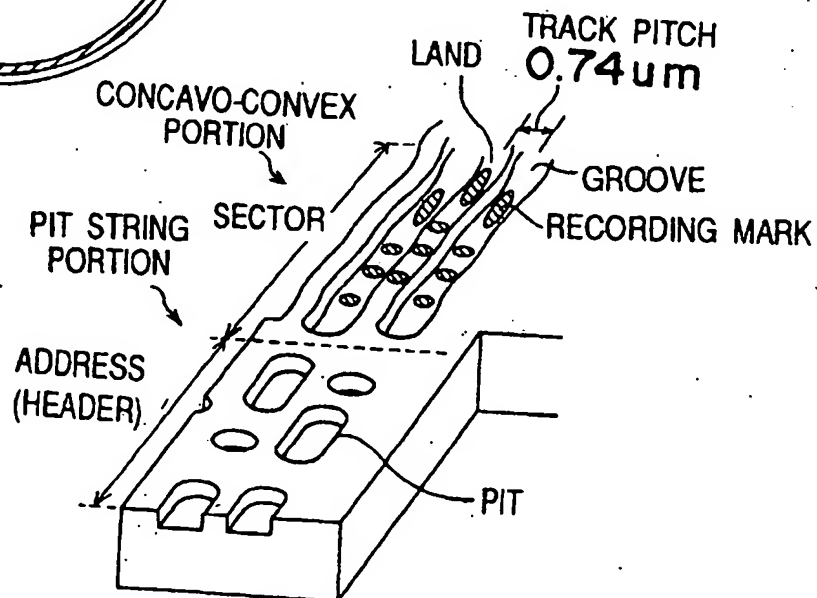 TRACK PITCH
0.74um
LAND
CONCAVO-CONVEX
PORTION
GROOVE
SECTOR
RECORDING MARK
PIT STRING
PORTION
ADDRESS
(HEADER)
PIT